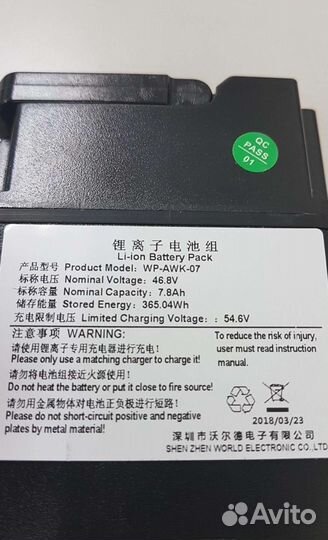 QC
PASS
01
锂离子电池组
Li-ion Battery Pack
产品型号: Product Model: WP-AWK-07
标称电压: Nominal Voltage: 46.8V
标称容量: Nominal Capacity: 7.8Ah
储存能量: Stored Energy: 365.04Wh
充电限制电压: Limited Charging Voltage: 54.6V
注意事项 WARNING:
请使用锂离子专用充电器进行充电!
Please only use a matching charger to charge it!
请勿将电池组接近火源使用!
Do not heat the battery or put it close to fire source!
请勿用金属物体对电池正负极进行短路!
Please do not short-circuit positive and negative
plates by metal material!
To reduce the risk of injury,
user must read instruction
manual.
2018/03/23
深圳市沃尔德电子有限公司
SHEN ZHEN WORLD ELECTRONIC CO.,LTD
Avito